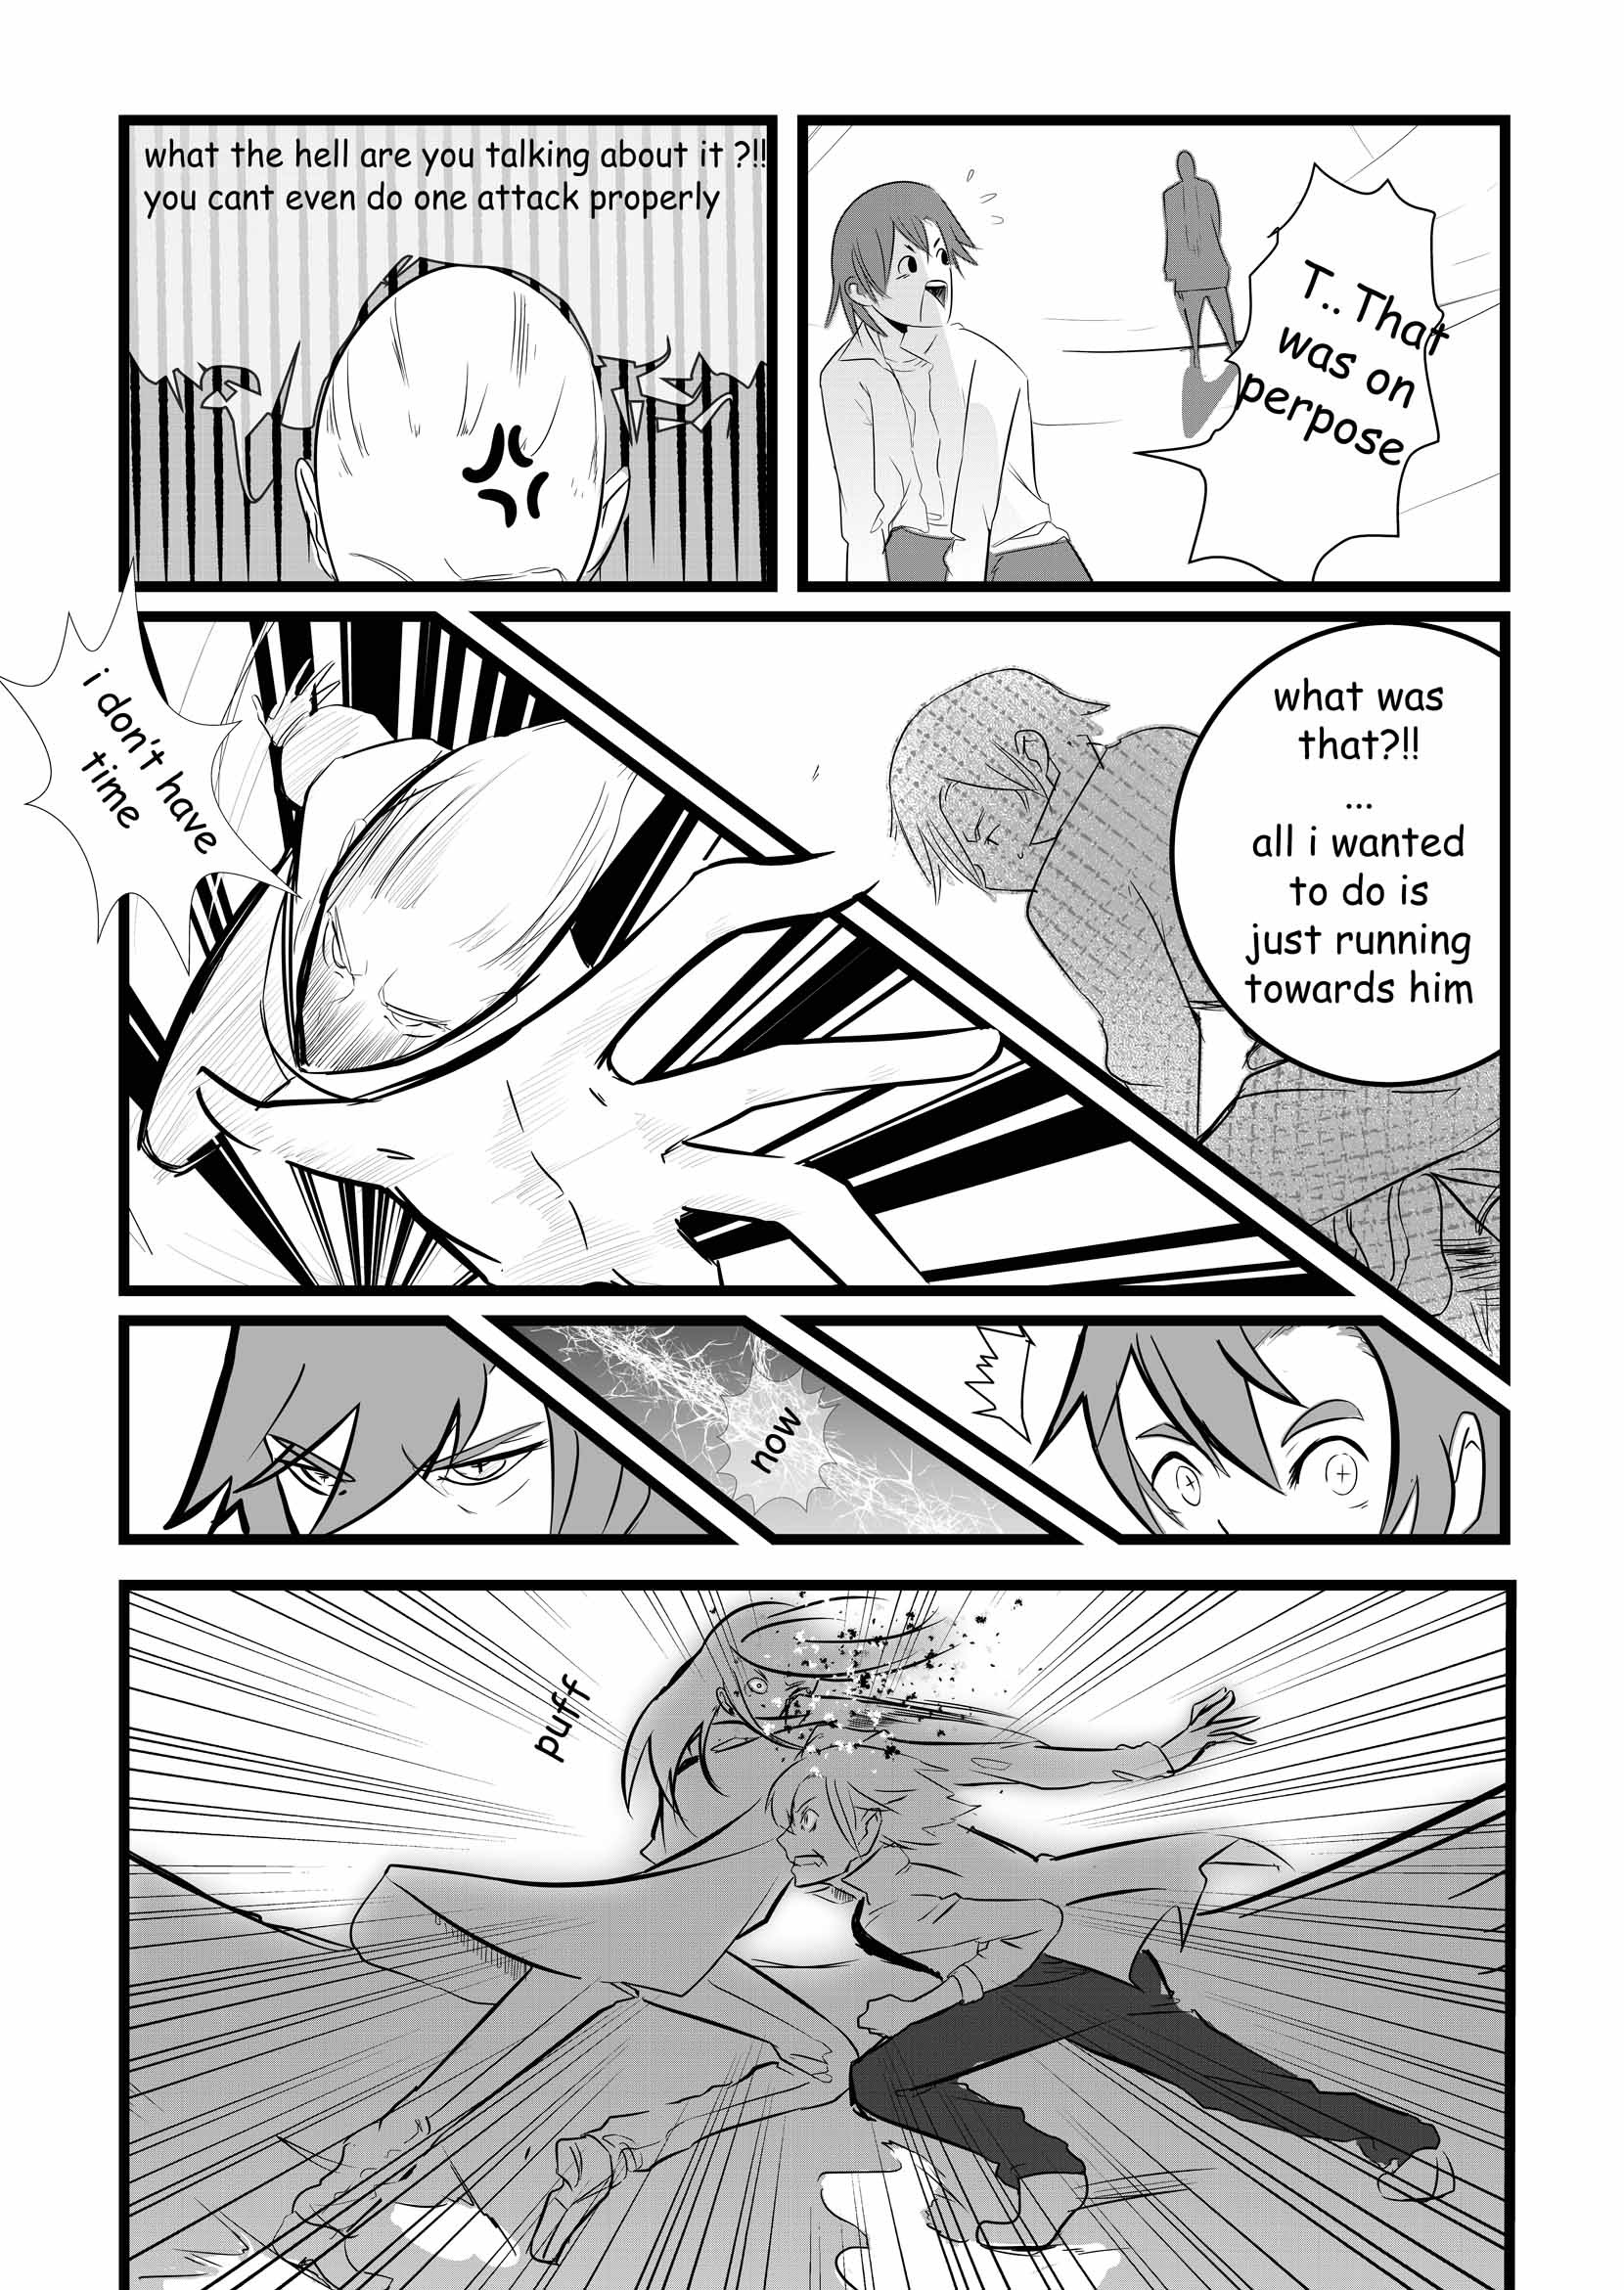 T.. That
was on
perpose
what the hell are you talking about it ?!!
you cant even do one attack properly
what was
that?!!
...
all i wanted
to do is
just running
towards him
i don't have
time
now
puff